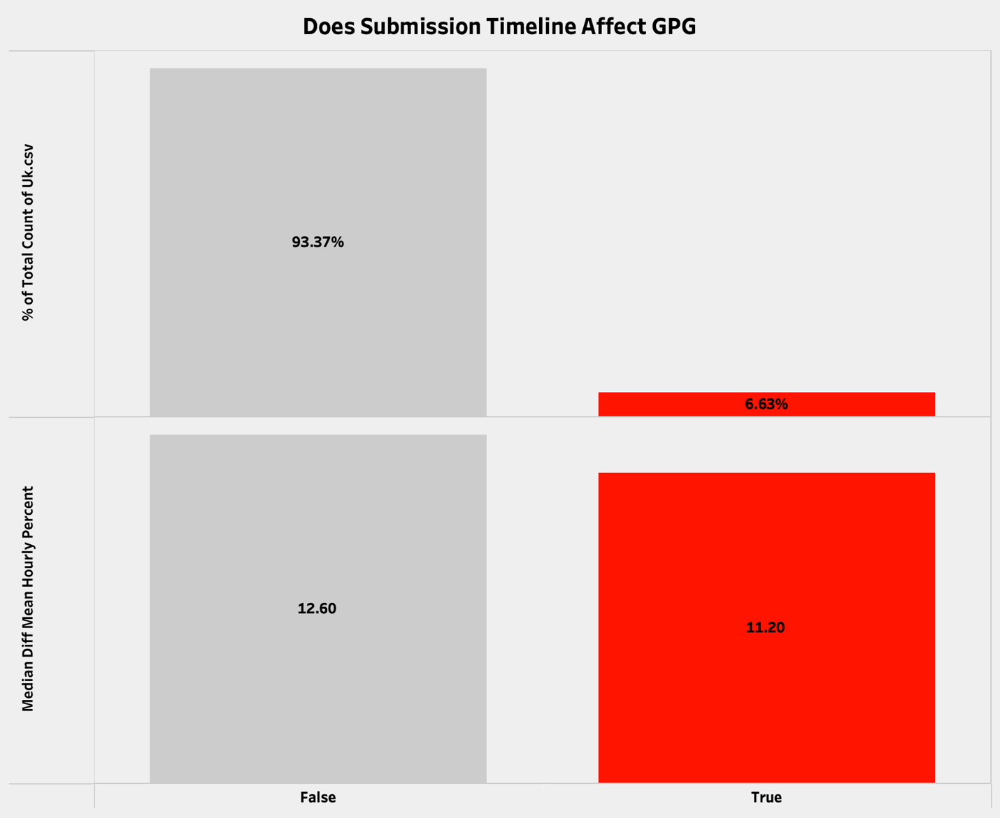 Does Submission Timeline Affect GPG
% of Total Count of Uk.csv
93.37%
6.63%
Median Diff Mean Hourly Percent
12.60
11.20
False
True